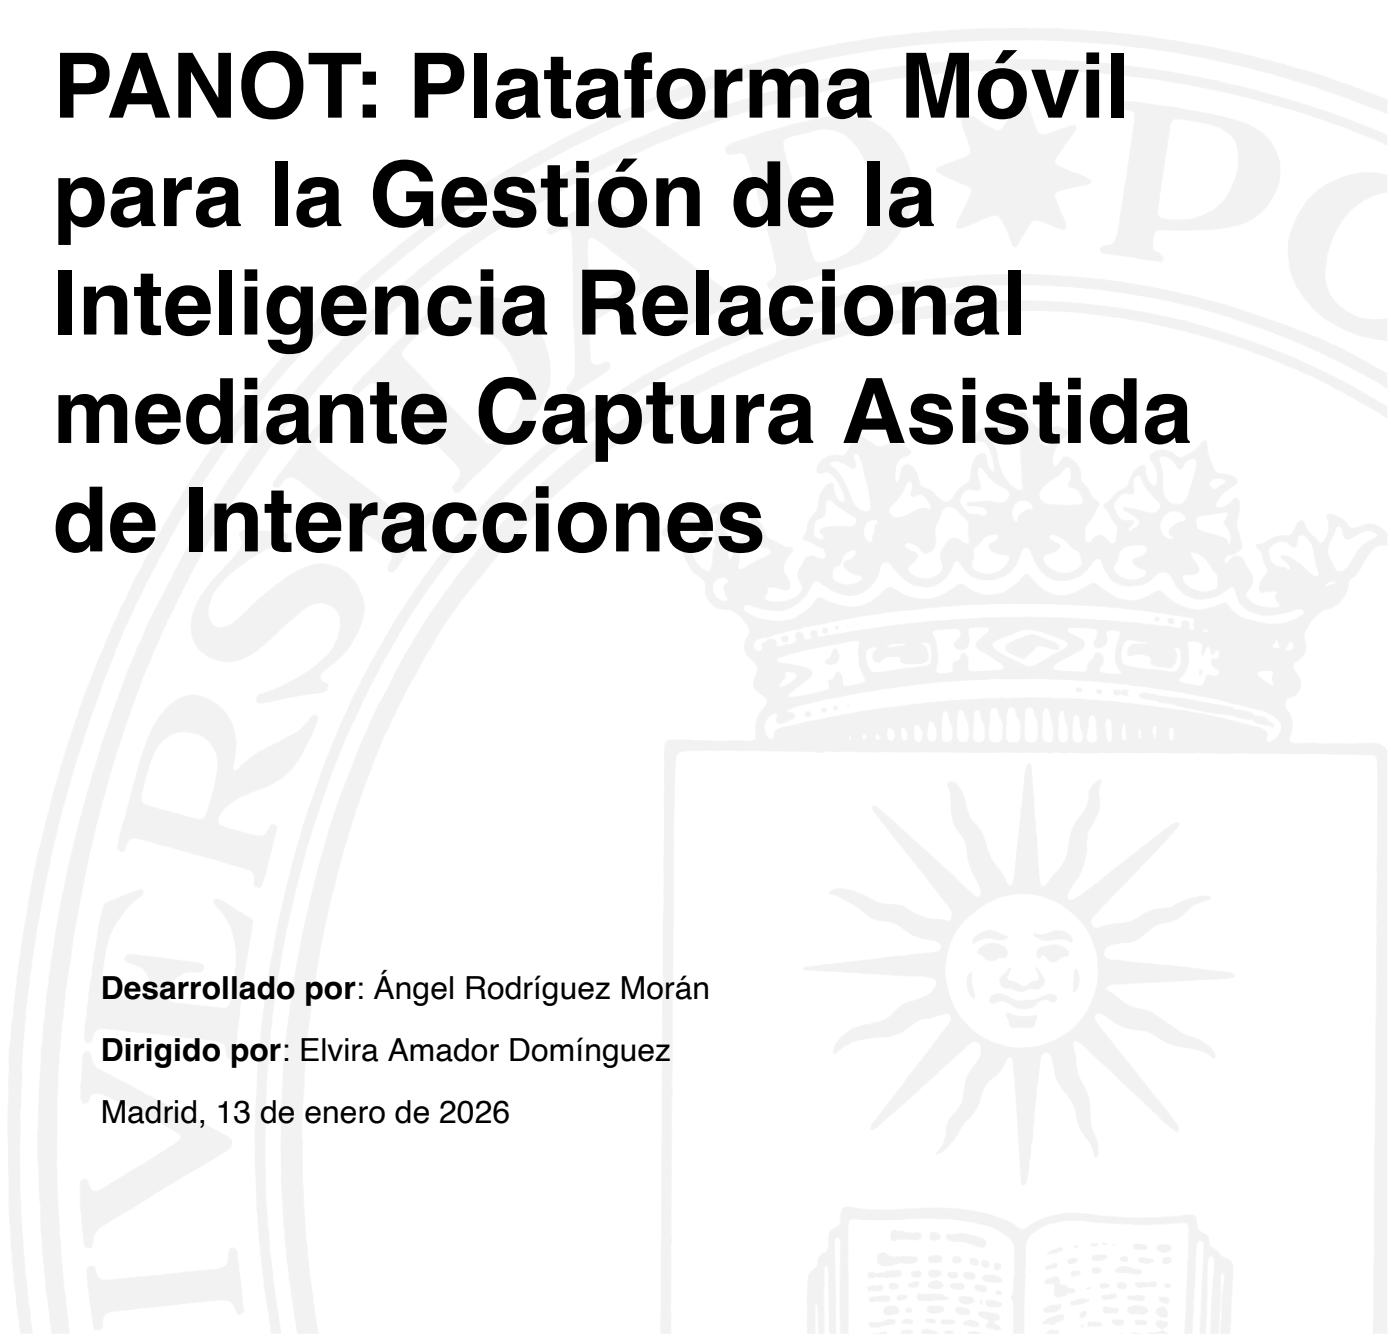 PANOT: Plataforma Móvil
para la Gestión de la
Inteligencia Relacional
mediante Captura Asistida
de Interacciones
Desarrollado por: Ángel Rodríguez Morán
Dirigido por: Elvira Amador Domínguez
Madrid, 13 de enero de 2026